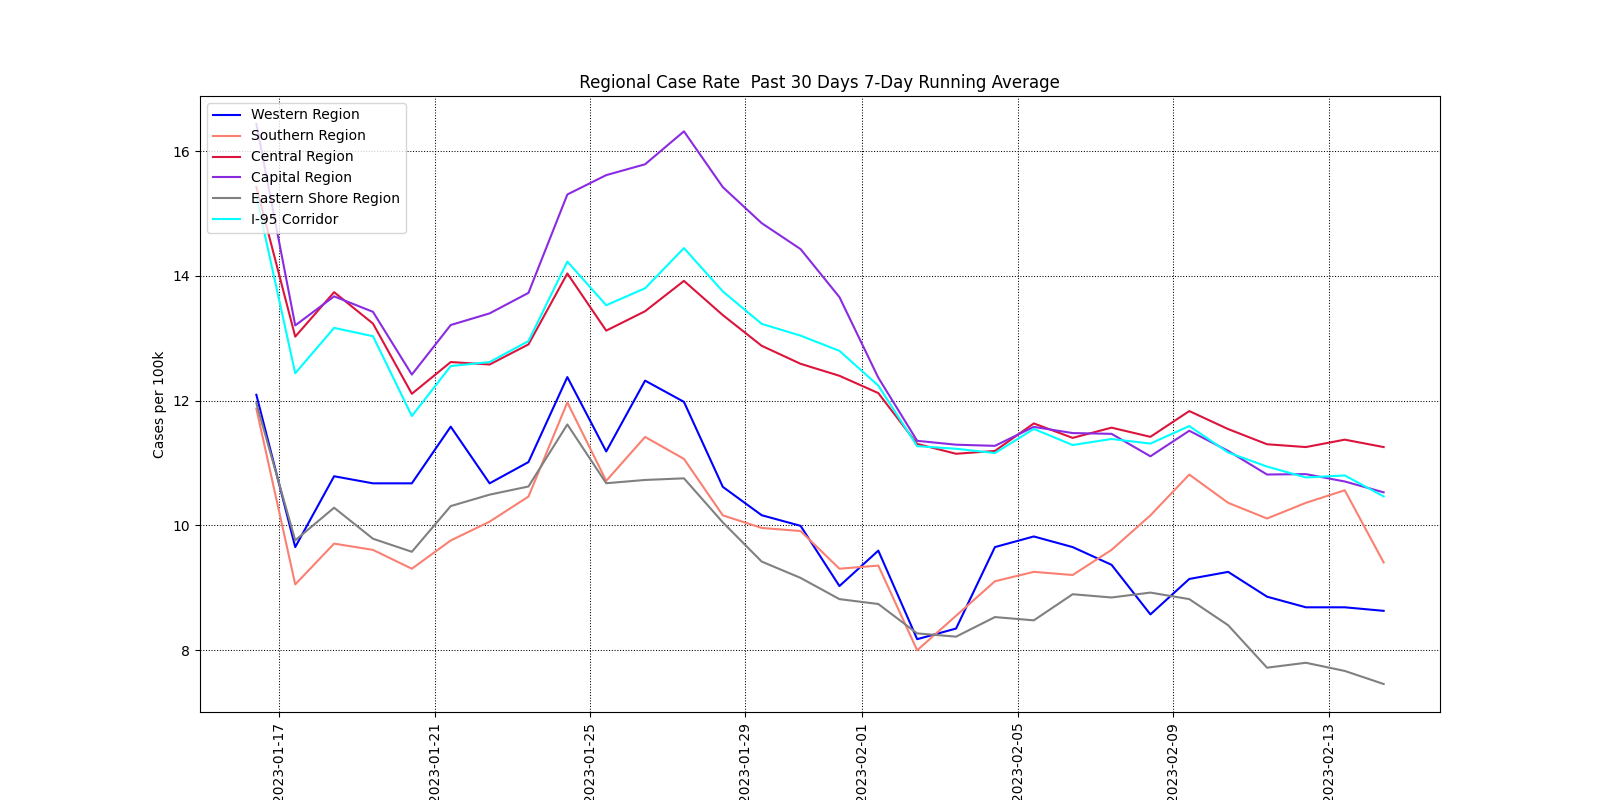 Regional Case Rate  Past 30 Days 7-Day Running Average
Western Region
Southern Region
Central Region
Capital Region
Eastern Shore Region
I-95 Corridor
Cases per 100k
16
14
12
10
8
2023-01-17
2023-01-21
2023-01-25
2023-01-29
2023-02-01
2023-02-05
2023-02-09
2023-02-13